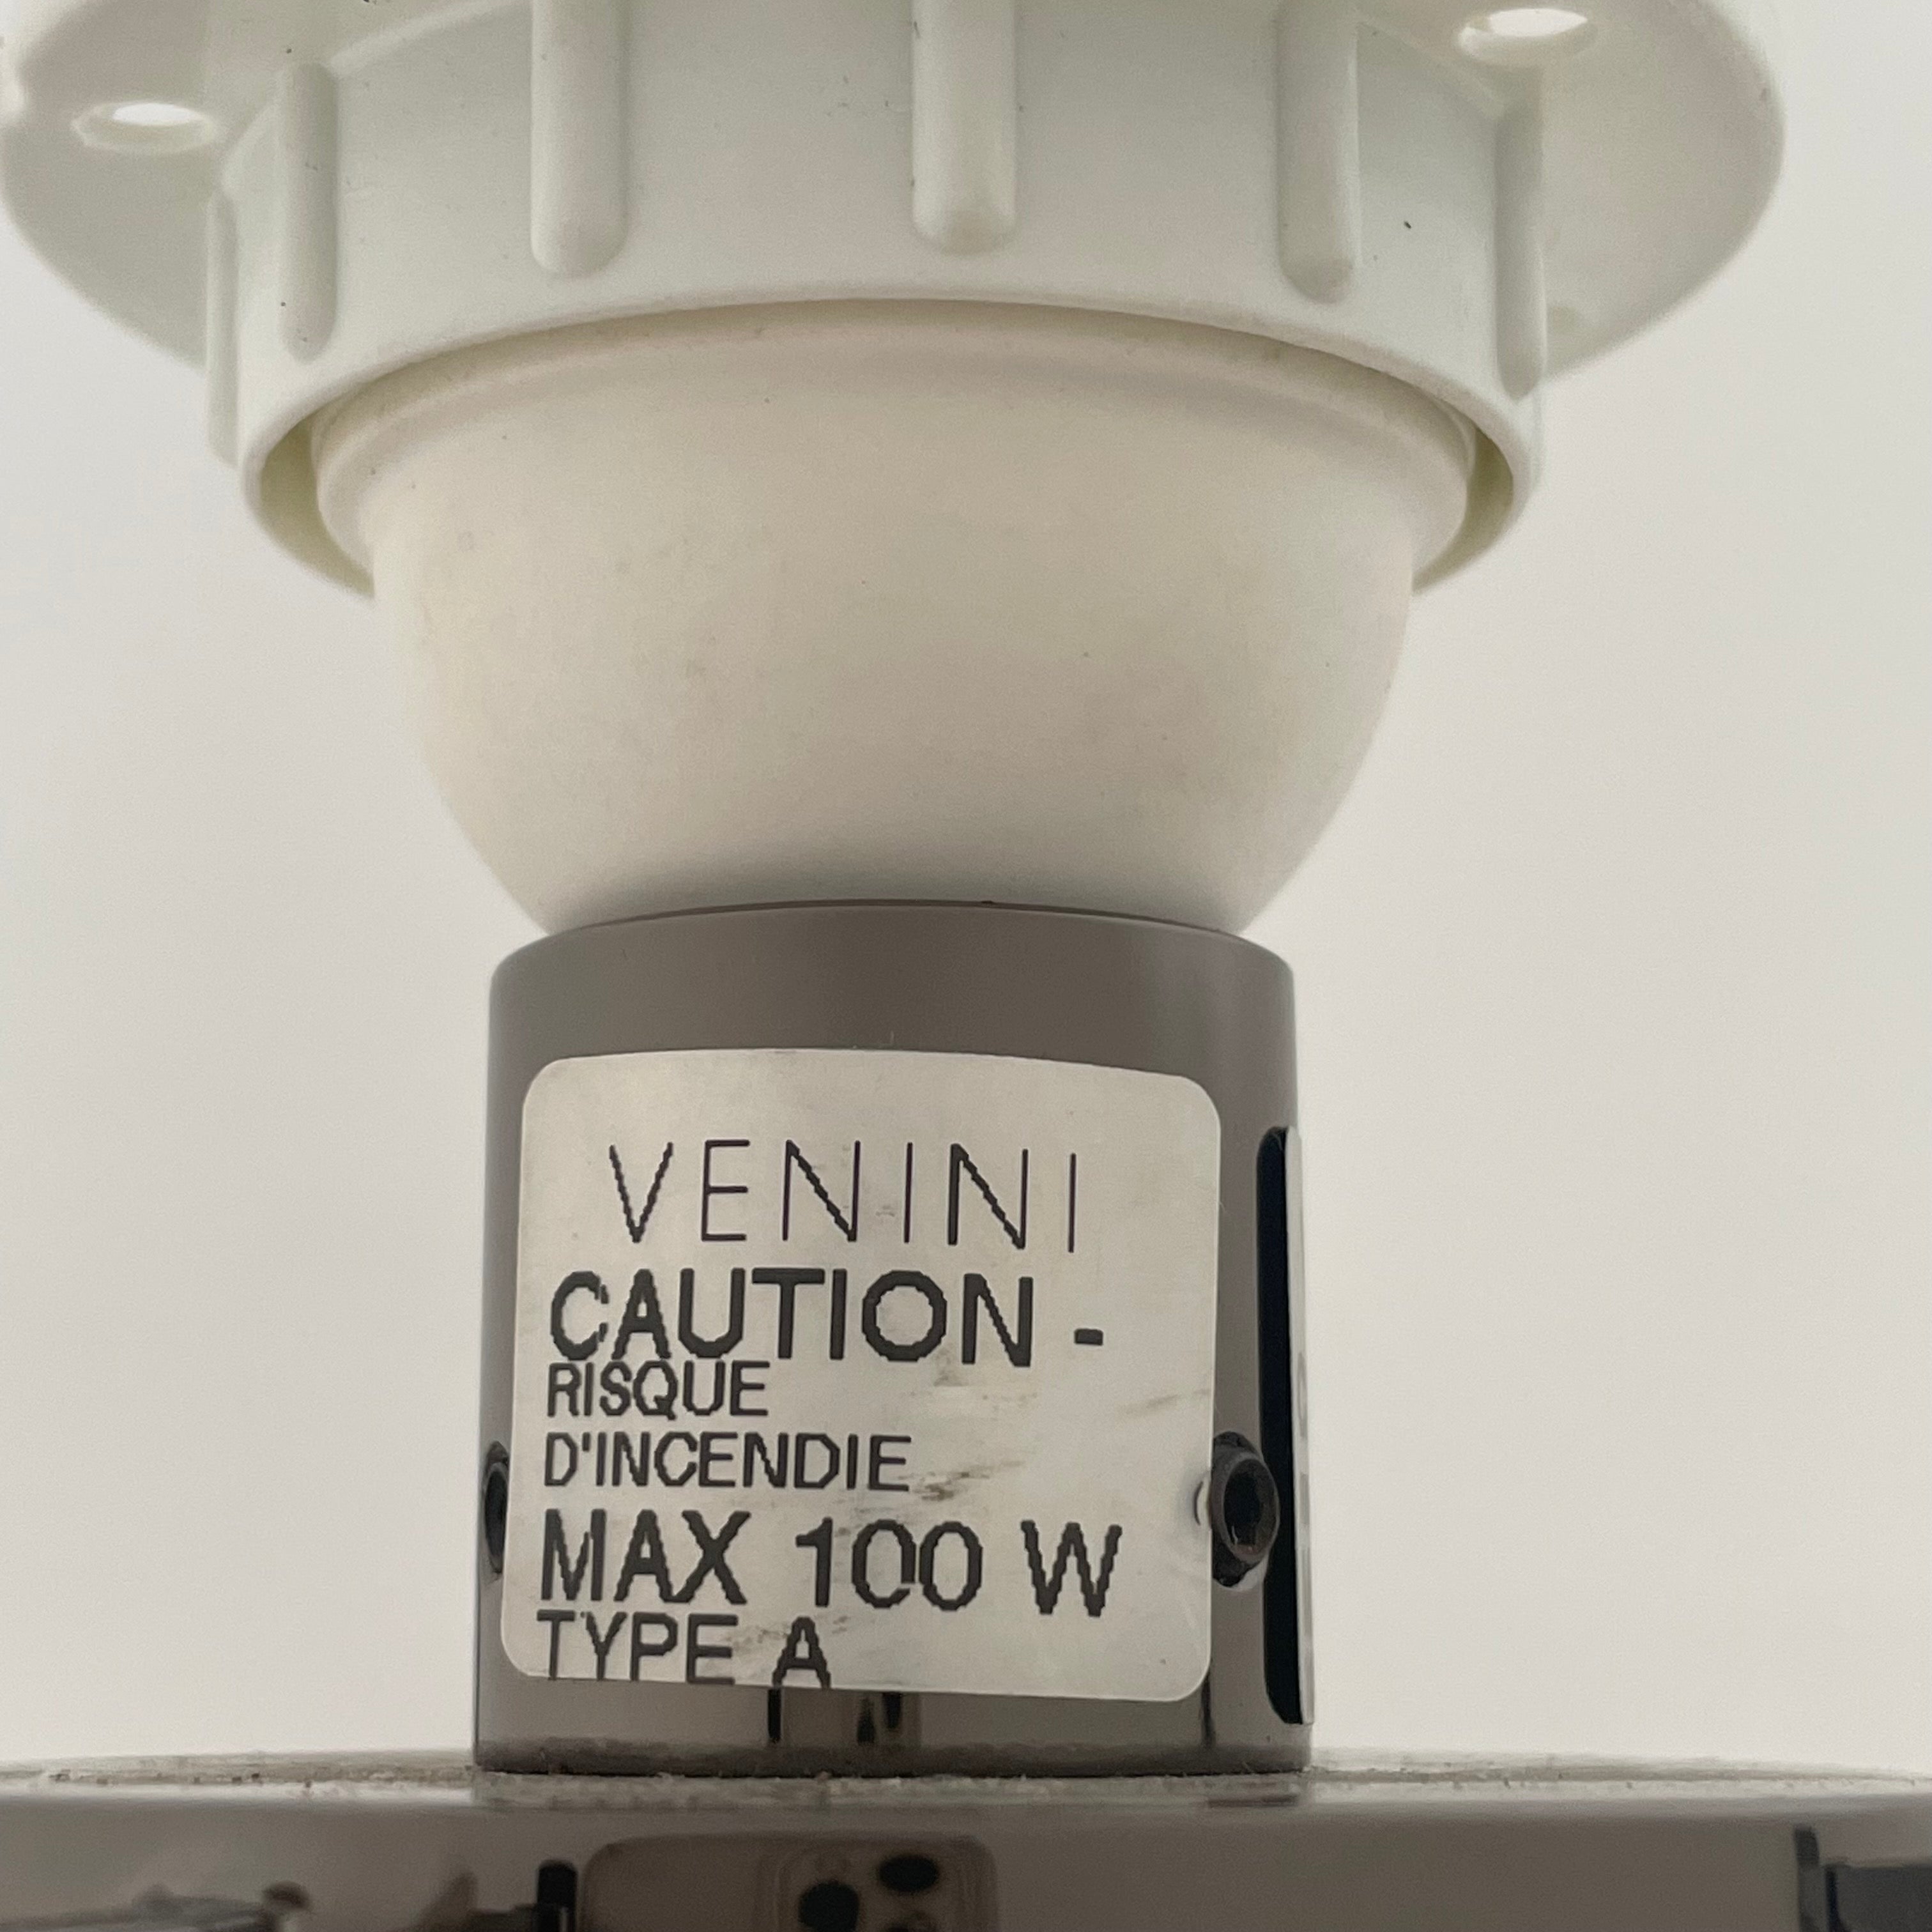 VENINI
CAUTION -
RISQUE
D'INCENDIE
MAX 100 W
TYPE A